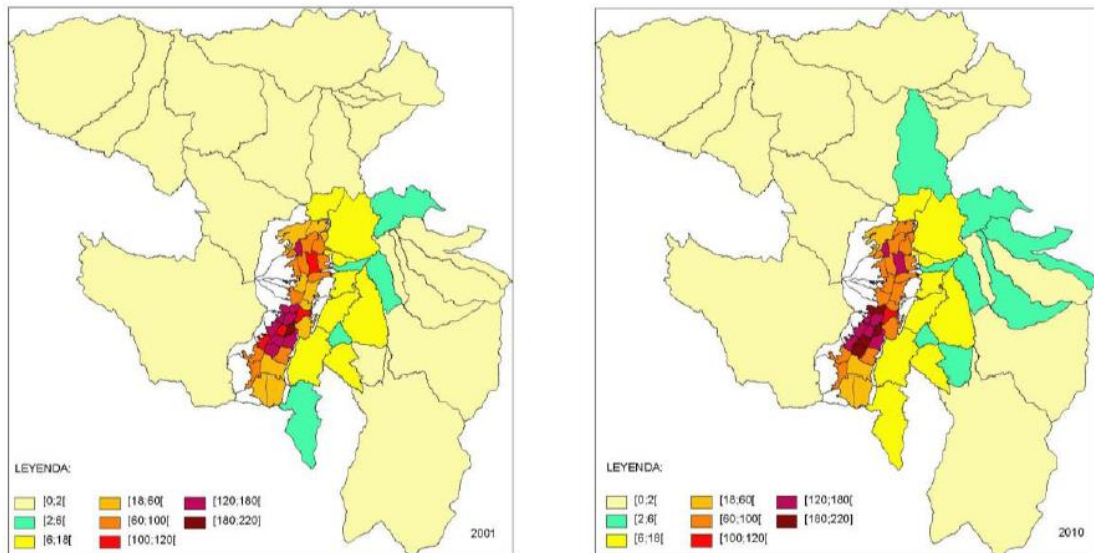 LEYENDA:
[0;2[ [18;60[ [120;180[
[2;6[ [60;100[ [180;220[
[6;18[ [100;120[ 2001
LEYENDA:
[0;2[ [18;60[ [120;180[
[2;6[ [60;100[ [180;220]
[6;18[ [100;120[ 2010